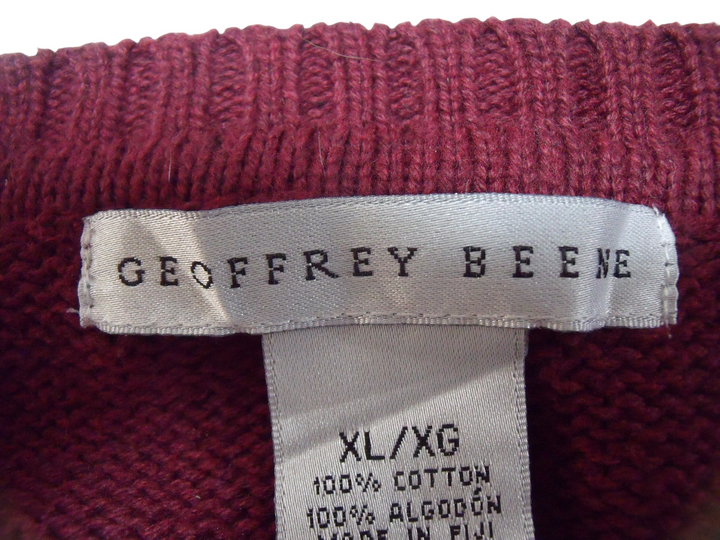 GEOFFREY BEENE
XL/XG
100% COTTON
100% ALGODÓN
MADE IN FIJI